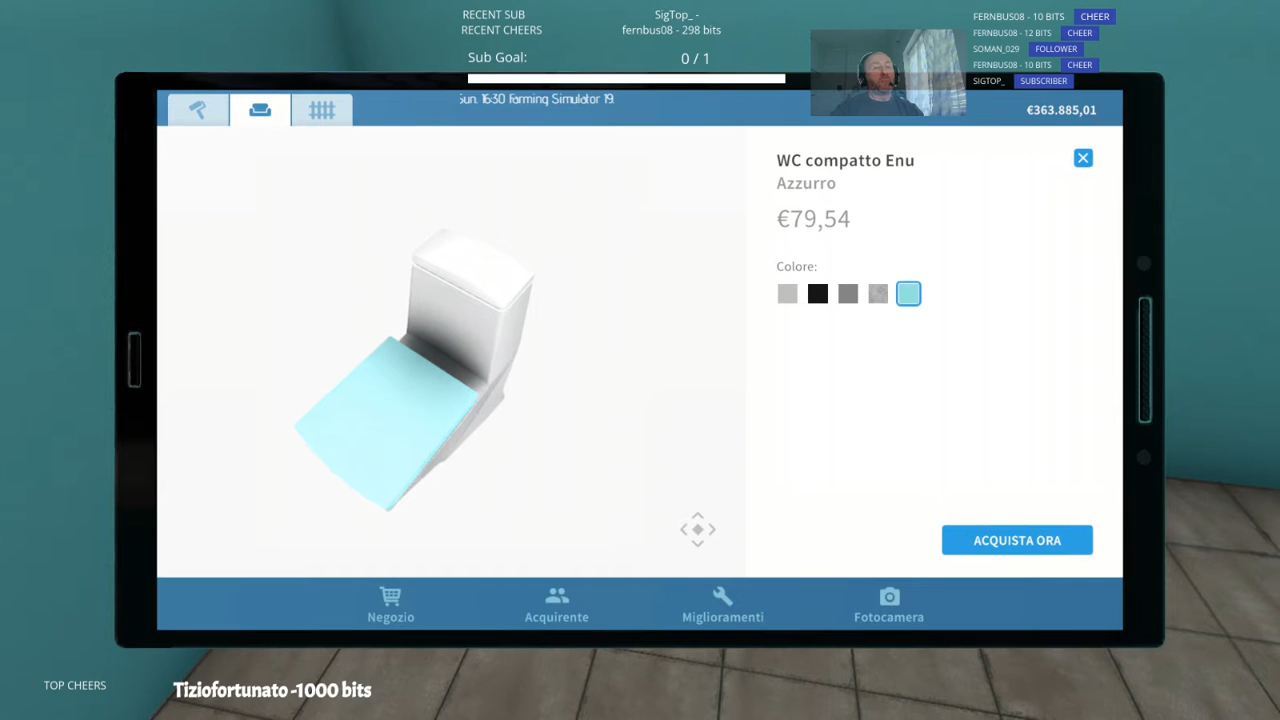 RECENT SUB
SigTop_ -
RECENT CHEERS
fernbus08 - 298 bits
Sub Goal:
0 / 1
FERNBUS08 - 10 BITS CHEER
FERNBUS08 - 12 BITS CHEER
SOMAN_029 FOLLOWER
FERNBUS08 - 10 BITS CHEER
SIGTOP_ SUBSCRIBER
Sun. 16:30 Farming Simulator 19.
€363.885,01
WC compatto Enu
Azzurro
€79,54
Colore:
ACQUISTA ORA
Negozio
Acquirente
Miglioramenti
Fotocamera
TOP CHEERS
Tiziofortunato -1000 bits